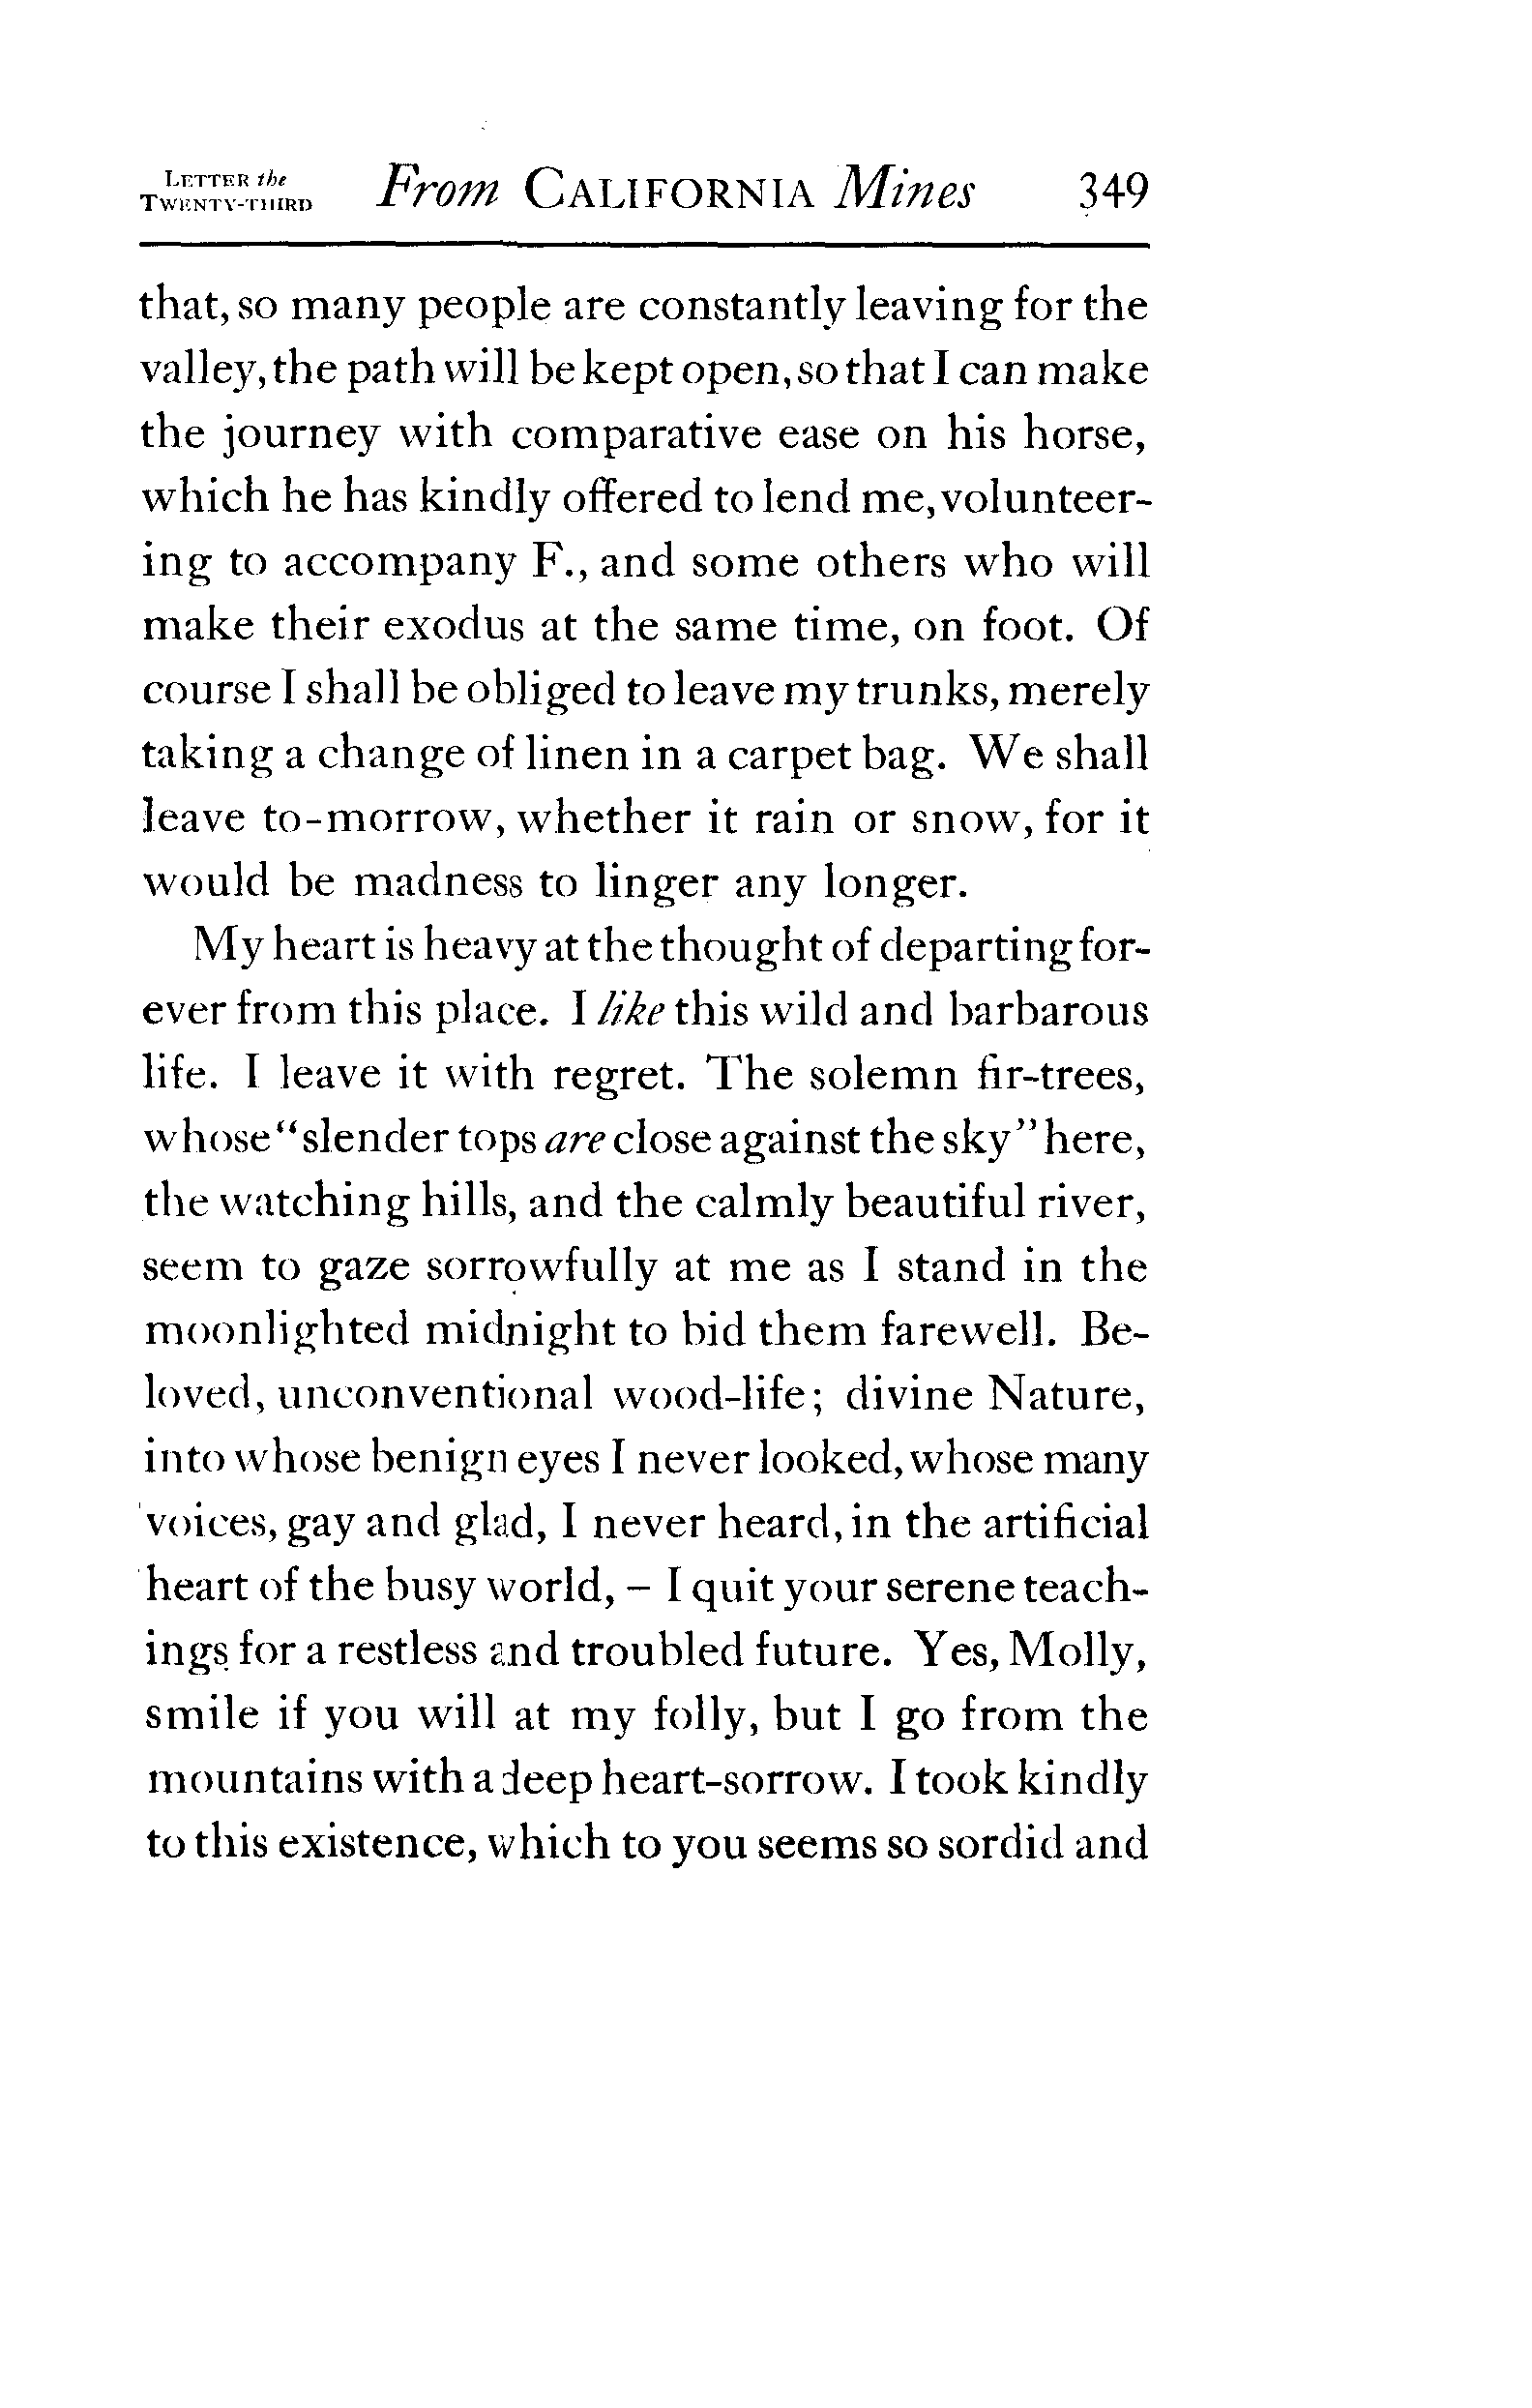 LETTER the
TWENTY-THIRD From CALIFORNIA Mines 349
that, so many people are constantly leaving for the
valley, the path will be kept open, so that I can make
the journey with comparative ease on his horse,
which he has kindly offered to lend me, volunteer-
ing to accompany F., and some others who will
make their exodus at the same time, on foot. Of
course I shall be obliged to leave my trunks, merely
taking a change of linen in a carpet bag. We shall
leave to-morrow, whether it rain or snow, for it
would be madness to linger any longer.
My heart is heavy at the thought of departing for-
ever from this place. I like this wild and barbarous
life. I leave it with regret. The solemn fir-trees,
whose "slender tops are close against the sky" here,
the watching hills, and the calmly beautiful river,
seem to gaze sorrowfully at me as I stand in the
moonlighted midnight to bid them farewell. Be-
loved, unconventional wood-life; divine Nature,
into whose benign eyes I never looked, whose many
voices, gay and glad, I never heard, in the artificial
heart of the busy world, – I quit your serene teach-
ings for a restless and troubled future. Yes, Molly,
smile if you will at my folly, but I go from the
mountains with a deep heart-sorrow. I took kindly
to this existence, which to you seems so sordid and